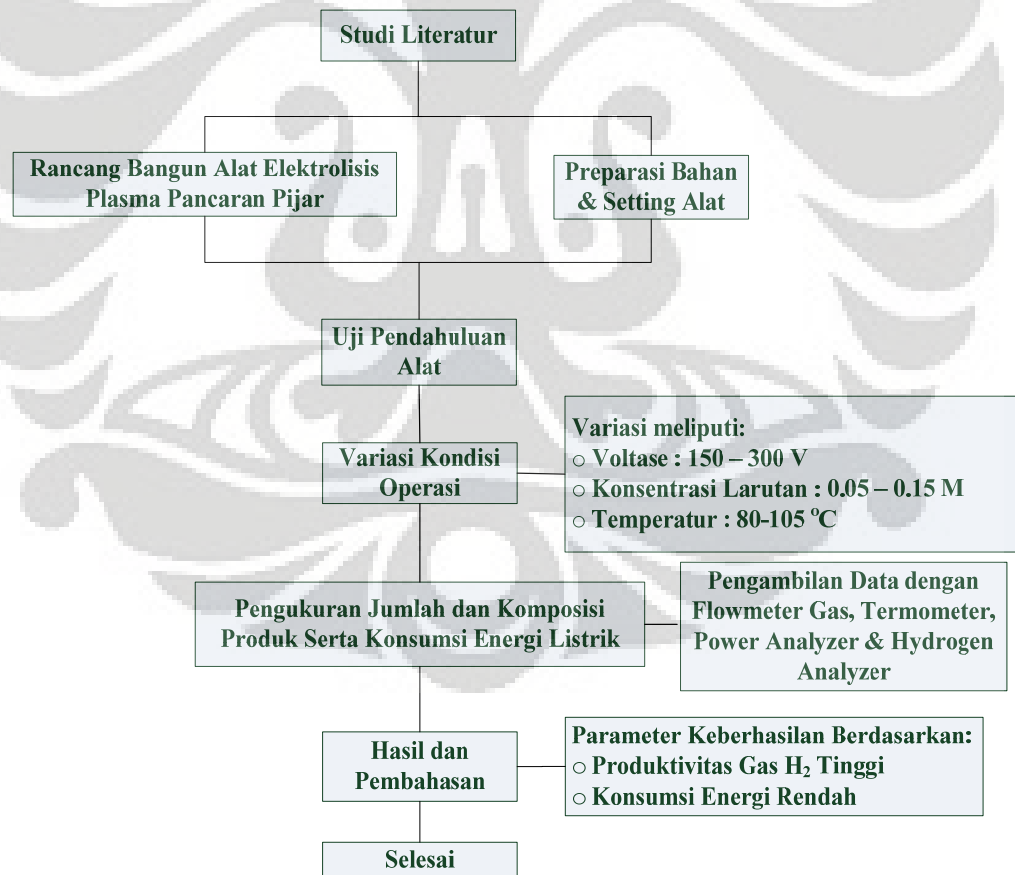 Studi Literatur
Rancang Bangun Alat Elektrolisis
Plasma Pancaran Pijar
Preparasi Bahan
& Setting Alat
Uji Pendahuluan
Alat
Variasi Kondisi
Operasi
Variasi meliputi:
○ Voltase : 150 – 300 V
○ Konsentrasi Larutan : 0.05 – 0.15 M
○ Temperatur : 80-105 °C
Pengukuran Jumlah dan Komposisi
Produk Serta Konsumsi Energi Listrik
Pengambilan Data dengan
Flowmeter Gas, Termometer,
Power Analyzer & Hydrogen
Analyzer
Hasil dan
Pembahasan
Parameter Keberhasilan Berdasarkan:
○ Produktivitas Gas H₂ Tinggi
○ Konsumsi Energi Rendah
Selesai